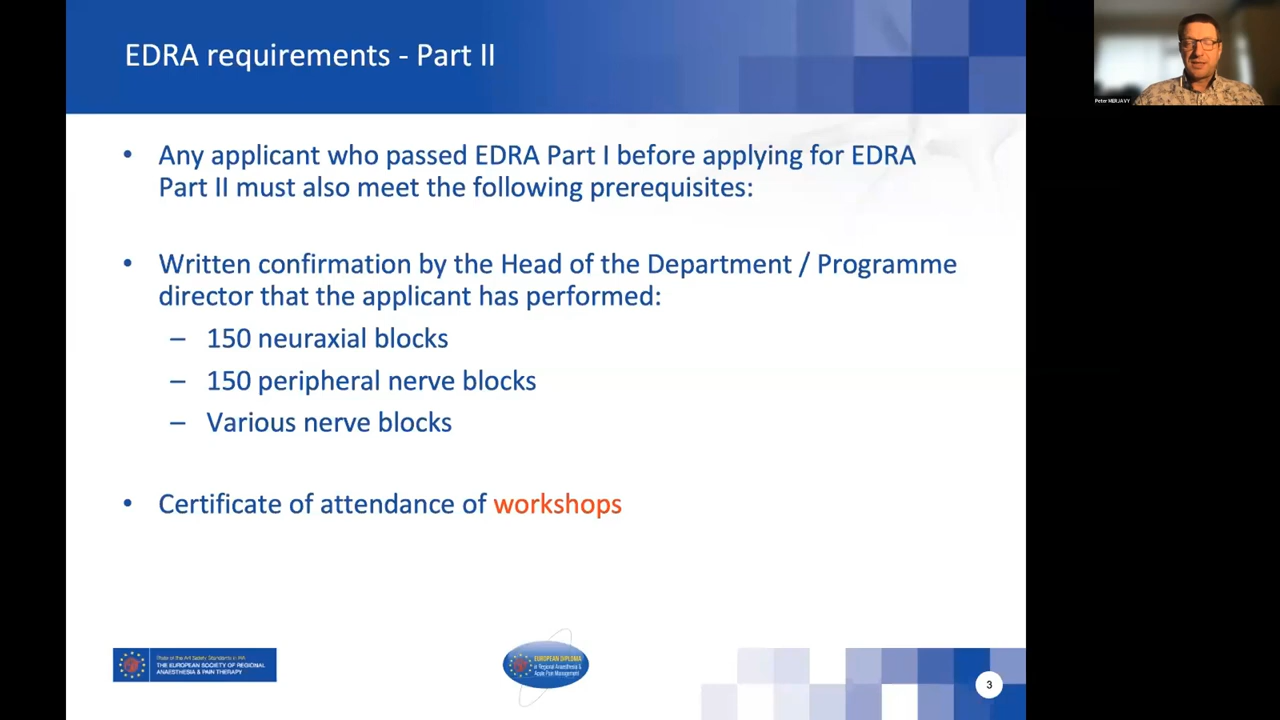 EDRA requirements - Part II
Peter MERJAVY
• Any applicant who passed EDRA Part I before applying for EDRA
Part II must also meet the following prerequisites:
• Written confirmation by the Head of the Department / Programme
director that the applicant has performed:
– 150 neuraxial blocks
– 150 peripheral nerve blocks
– Various nerve blocks
• Certificate of attendance of workshops
THE EUROPEAN SOCIETY OF REGIONAL
ANAESTHESIA & PAIN THERAPY
EUROPEAN DIPLOMA
in Regional Anaesthesia &
Acute Pain Management
3